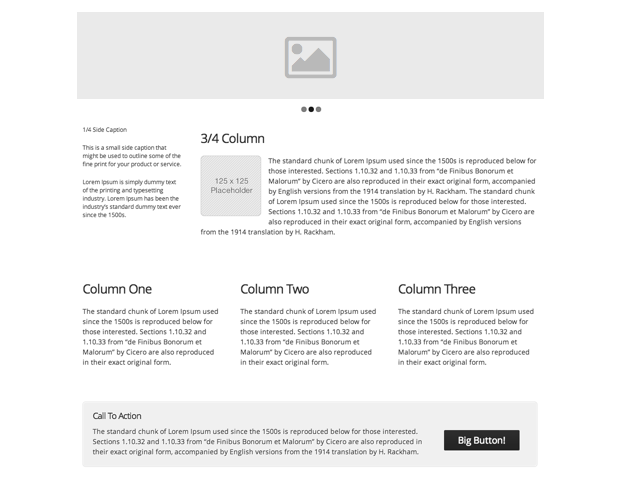 1/4 Side Caption
This is a small side caption that
might be used to outline some of the
fine print for your product or service.
Lorem Ipsum is simply dummy text
of the printing and typesetting
industry. Lorem Ipsum has been the
industry's standard dummy text ever
since the 1500s.
3/4 Column
125 x 125
Placeholder
The standard chunk of Lorem Ipsum used since the 1500s is reproduced below for
those interested. Sections 1.10.32 and 1.10.33 from "de Finibus Bonorum et
Malorum" by Cicero are also reproduced in their exact original form, accompanied
by English versions from the 1914 translation by H. Rackham. The standard chunk
of Lorem Ipsum used since the 1500s is reproduced below for those interested.
Sections 1.10.32 and 1.10.33 from "de Finibus Bonorum et Malorum" by Cicero are
also reproduced in their exact original form, accompanied by English versions
from the 1914 translation by H. Rackham.
Column One
The standard chunk of Lorem Ipsum used
since the 1500s is reproduced below for
those interested. Sections 1.10.32 and
1.10.33 from "de Finibus Bonorum et
Malorum" by Cicero are also reproduced
in their exact original form.
Column Two
The standard chunk of Lorem Ipsum used
since the 1500s is reproduced below for
those interested. Sections 1.10.32 and
1.10.33 from "de Finibus Bonorum et
Malorum" by Cicero are also reproduced
in their exact original form.
Column Three
The standard chunk of Lorem Ipsum used
since the 1500s is reproduced below for
those interested. Sections 1.10.32 and
1.10.33 from "de Finibus Bonorum et
Malorum" by Cicero are also reproduced
in their exact original form.
Call To Action
The standard chunk of Lorem Ipsum used since the 1500s is reproduced below for those interested.
Sections 1.10.32 and 1.10.33 from "de Finibus Bonorum et Malorum" by Cicero are also reproduced in
their exact original form, accompanied by English versions from the 1914 translation by H. Rackham.
Big Button!